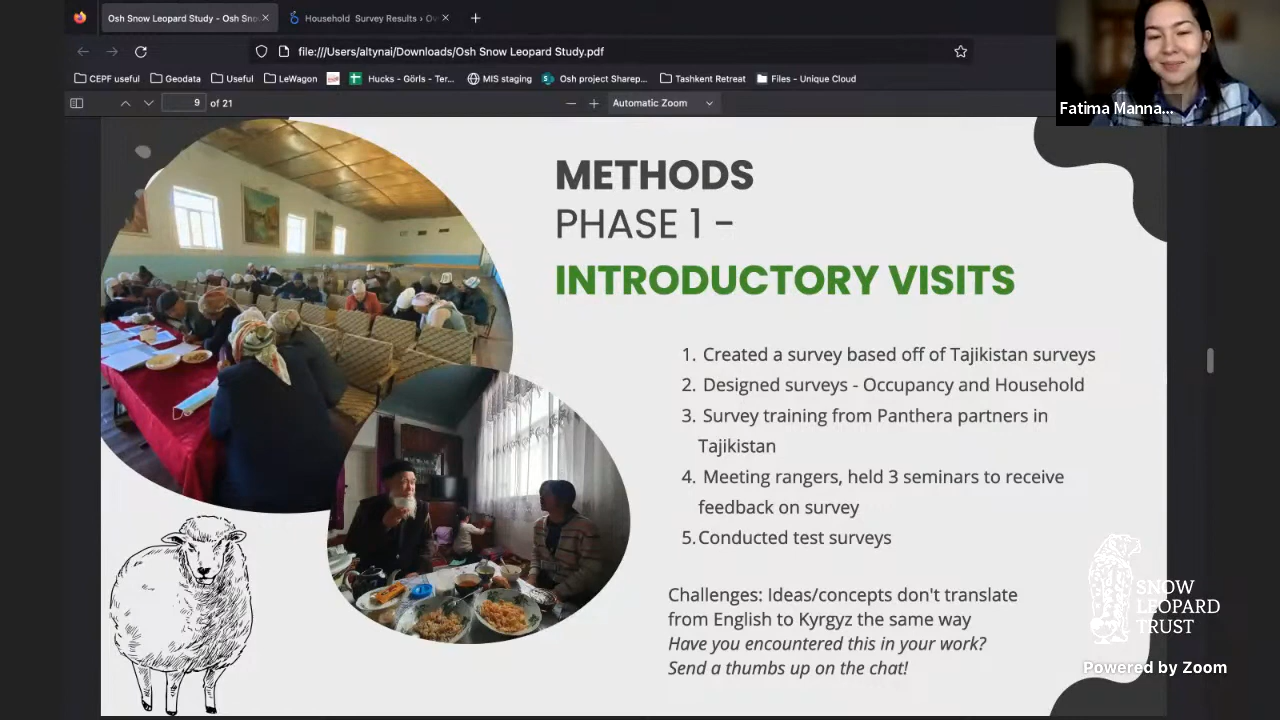 Osh Snow Leopard Study - Osh Sno
Household Survey Results › Ov
file:///Users/altynai/Downloads/Osh Snow Leopard Study.pdf
CEPF useful
Geodata
Useful
LeWagon
Hucks - Görls - Ter...
MIS staging
Osh project Sharep...
Tashkent Retreat
Files - Unique Cloud
9 of 21
Automatic Zoom
Fatima Manna...
METHODS
PHASE 1 –
INTRODUCTORY VISITS
1. Created a survey based off of Tajikistan surveys
2. Designed surveys - Occupancy and Household
3. Survey training from Panthera partners in
Tajikistan
4. Meeting rangers, held 3 seminars to receive
feedback on survey
5. Conducted test surveys
Challenges: Ideas/concepts don't translate
from English to Kyrgyz the same way
Have you encountered this in your work?
Send a thumbs up on the chat!
SNOW
LEOPARD
TRUST
Powered by Zoom